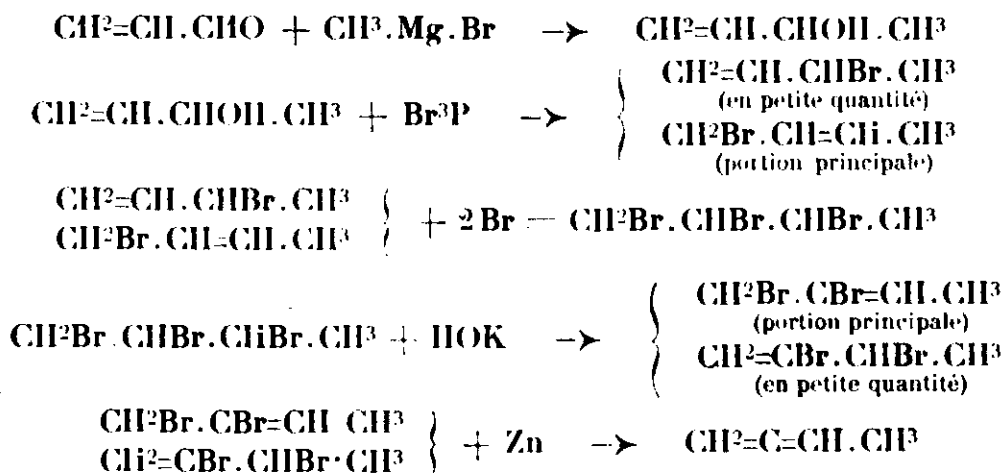 CH²=CH.CHO + CH³.Mg.Br → CH²=CH.CHOH.CH³
CH²=CH.CHOH.CH³ + Br³P → { CH²=CH.CHBr.CH³
(en petite quantité)
CH²Br.CH=CH.CH³
(portion principale)
CH²=CH.CHBr.CH³
CH²Br.CH=CH.CH³ } + 2 Br — CH²Br.CHBr.CHBr.CH³
CH²Br.CHBr.CHBr.CH³ + HOK → { CH²Br.CBr=CH.CH³
(portion principale)
CH²=CBr.CHBr.CH³
(en petite quantité)
CH²Br.CBr=CH CH³
CH²=CBr.CHBr·CH³ } + Zn → CH²=C=CH.CH³